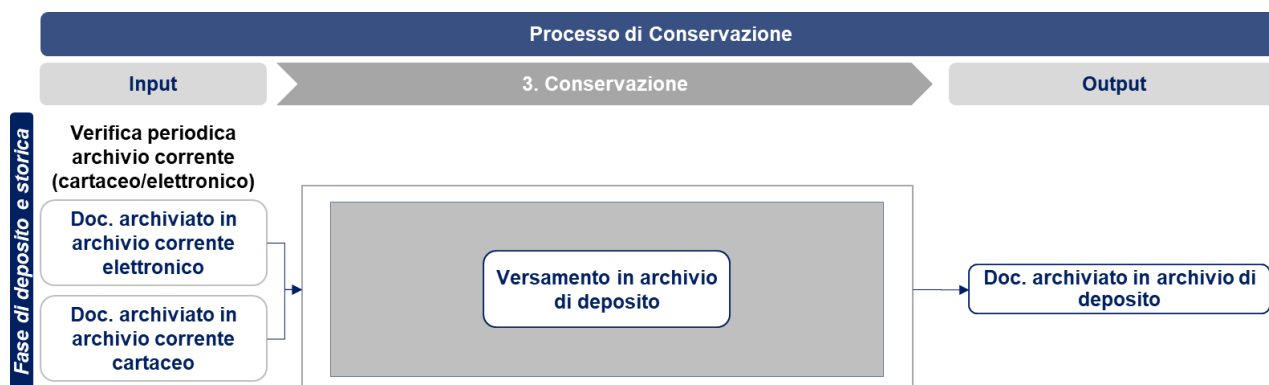 Processo di Conservazione
Input
3. Conservazione
Output
Fase di deposito e storica
Verifica periodica
archivio corrente
(cartaceo/elettronico)
Doc. archiviato in
archivio corrente
elettronico
Doc. archiviato in
archivio corrente
cartaceo
Versamento in archivio
di deposito
Doc. archiviato in archivio di
deposito